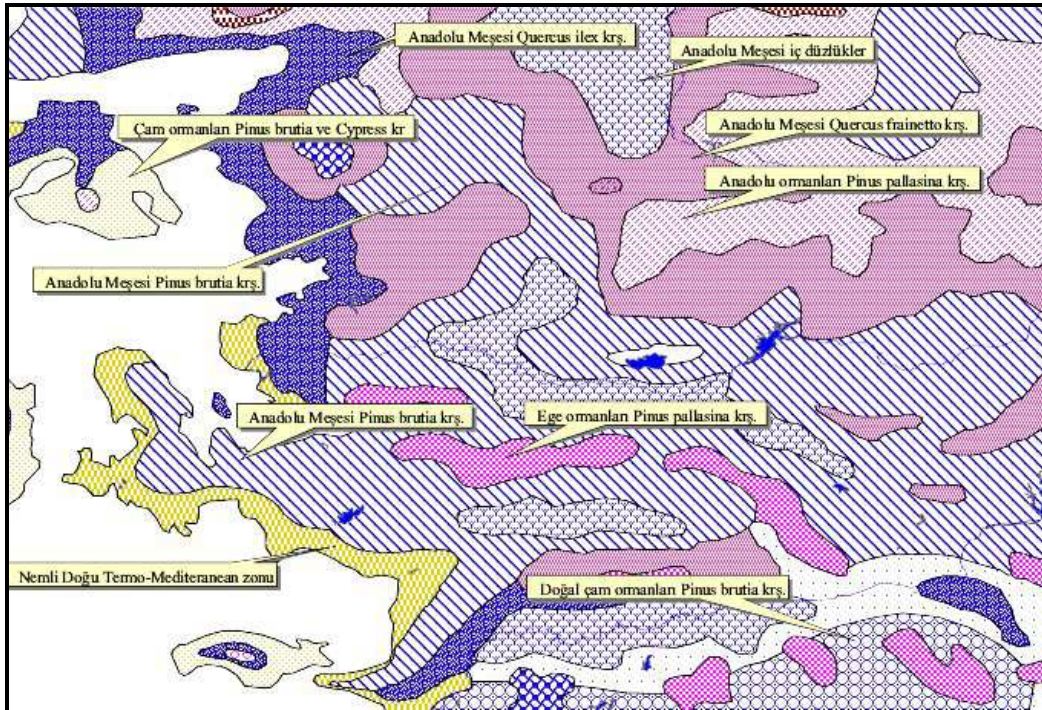 Anadolu Meşesi Quercus ilex krş.
Anadolu Meşesi iç düzlükler
Çam ormanları Pinus brutia ve Cypress kr
Anadolu Meşesi Quercus frainetto krş.
Anadolu ormanları Pinus pallasina krş.
Anadolu Meşesi Pinus brutia krş.
Anadolu Meşesi Pinus brutia krş.
Ege ormanları Pinus pallasina krş.
Nemli Doğu Termo-Mediteranean zonu
Doğal çam ormanları Pinus brutia krş.